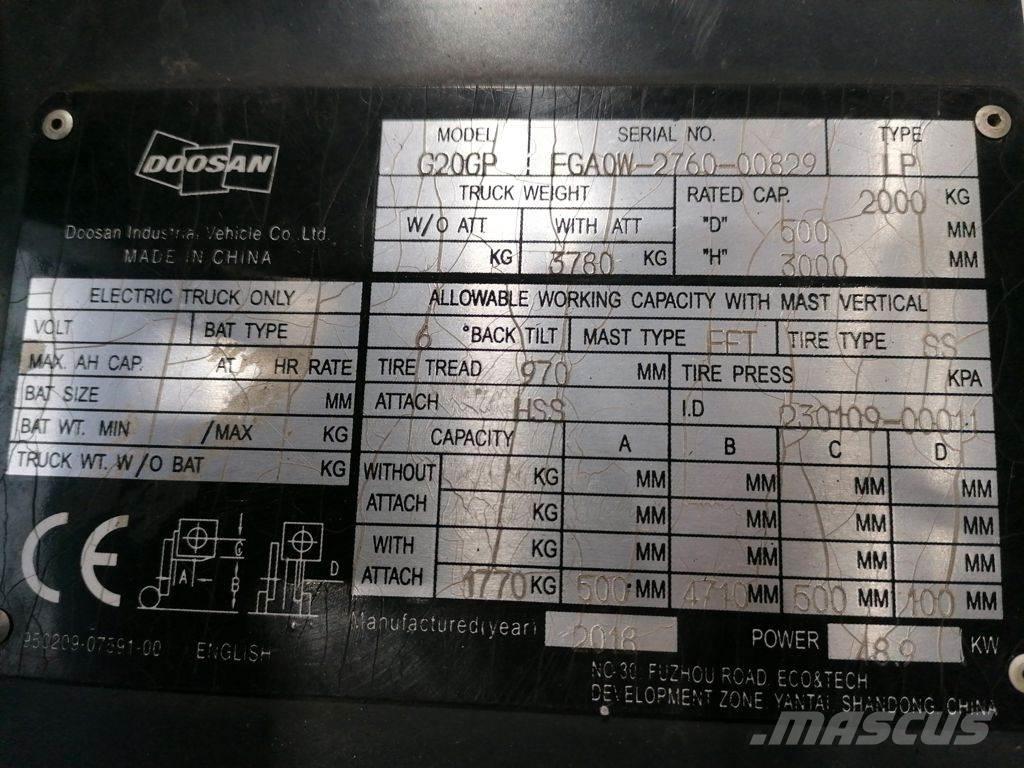 DOOSAN
Doosan Industrial Vehicle Co., Ltd.
MADE IN CHINA
MODEL SERIAL NO. TYPE
G20GP FGA0W-2760-00829 LP
TRUCK WEIGHT RATED CAP. 2000 KG
W/O ATT WITH ATT "D" 500 MM
KG 3780 KG "H" 3000 MM
ELECTRIC TRUCK ONLY
VOLT BAT TYPE
MAX. AH CAP. AT HR RATE
BAT SIZE MM
BAT WT. MIN /MAX KG
TRUCK WT. W/O BAT KG
ALLOWABLE WORKING CAPACITY WITH MAST VERTICAL
6 °BACK TILT MAST TYPE FFT TIRE TYPE SS
TIRE TREAD 970 MM TIRE PRESS KPA
ATTACH HSS I.D
CAPACITY A B C D
WITHOUT KG MM MM MM MM
ATTACH KG MM MM MM MM
WITH KG MM MM MM MM
ATTACH 1770 KG 500 MM 4710 MM 500 MM 100 MM
CE
C
A B D
950209-07391-00 ENGLISH
Manufactured(year) 2018 POWER 48.9 KW
NO.30 FUZHOU ROAD ECO&TECH
DEVELOPMENT ZONE YANTAI SHANDONG, CHINA
MASCUS